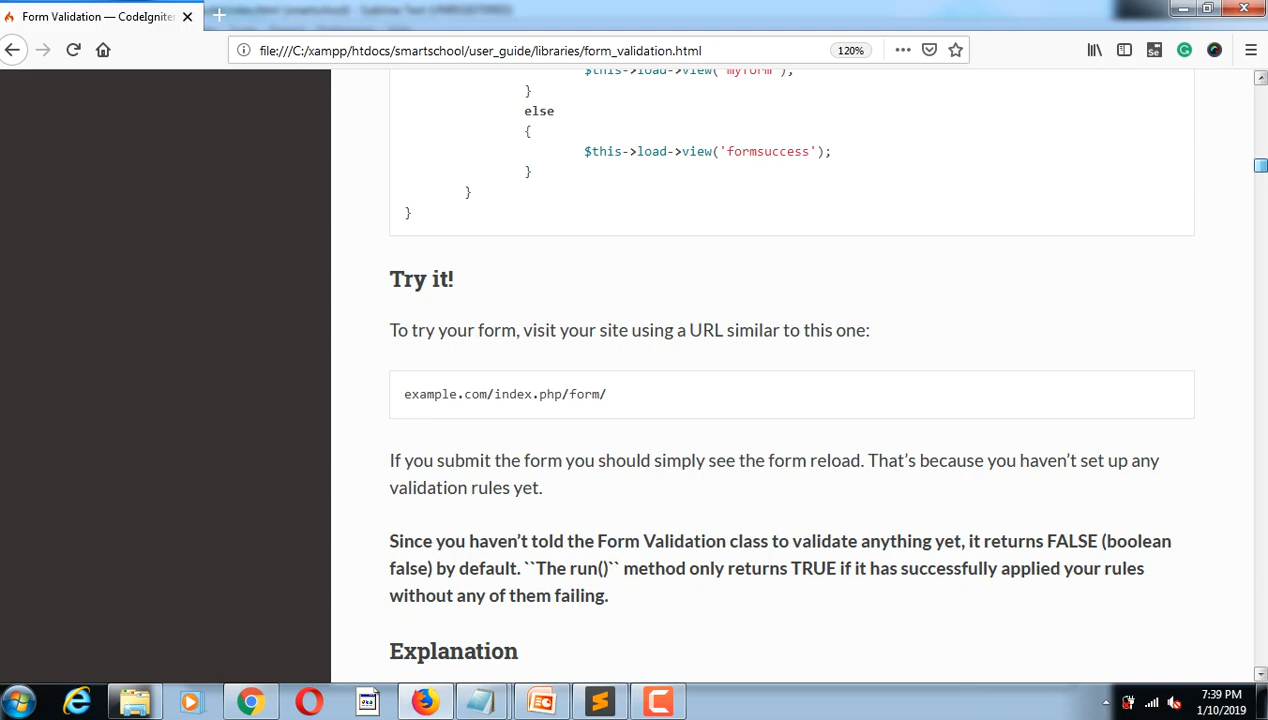 Form Validation — CodeIgniter
file:///C:/xampp/htdocs/smartschool/user_guide/libraries/form_validation.html
120%
$this->load->view('myform');
}
else
{
$this->load->view('formsuccess');
}
}
}
Try it!
To try your form, visit your site using a URL similar to this one:
example.com/index.php/form/
If you submit the form you should simply see the form reload. That’s because you haven’t set up any
validation rules yet.
Since you haven’t told the Form Validation class to validate anything yet, it returns FALSE (boolean
false) by default. ``The run()`` method only returns TRUE if it has successfully applied your rules
without any of them failing.
Explanation
7:39 PM
1/10/2019